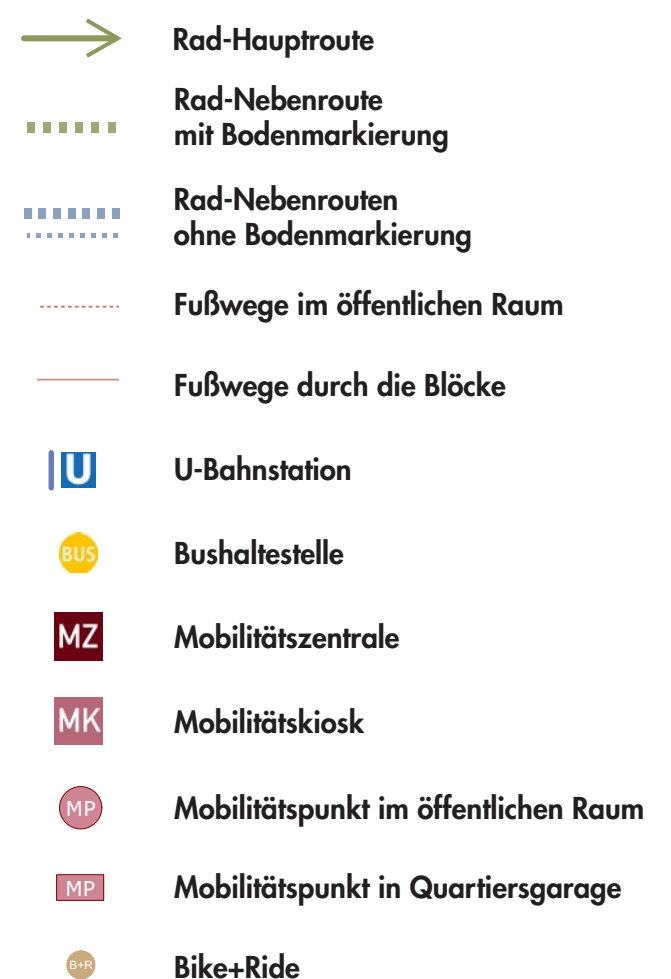 Rad-Hauptroute
Rad-Nebenroute
mit Bodenmarkierung
Rad-Nebenrouten
ohne Bodenmarkierung
Fußwege im öffentlichen Raum
Fußwege durch die Blöcke
U U-Bahnstation
BUS Bushaltestelle
MZ Mobilitätszentrale
MK Mobilitätskiosk
MP Mobilitätspunkt im öffentlichen Raum
MP Mobilitätspunkt in Quartiersgarage
B+R Bike+Ride